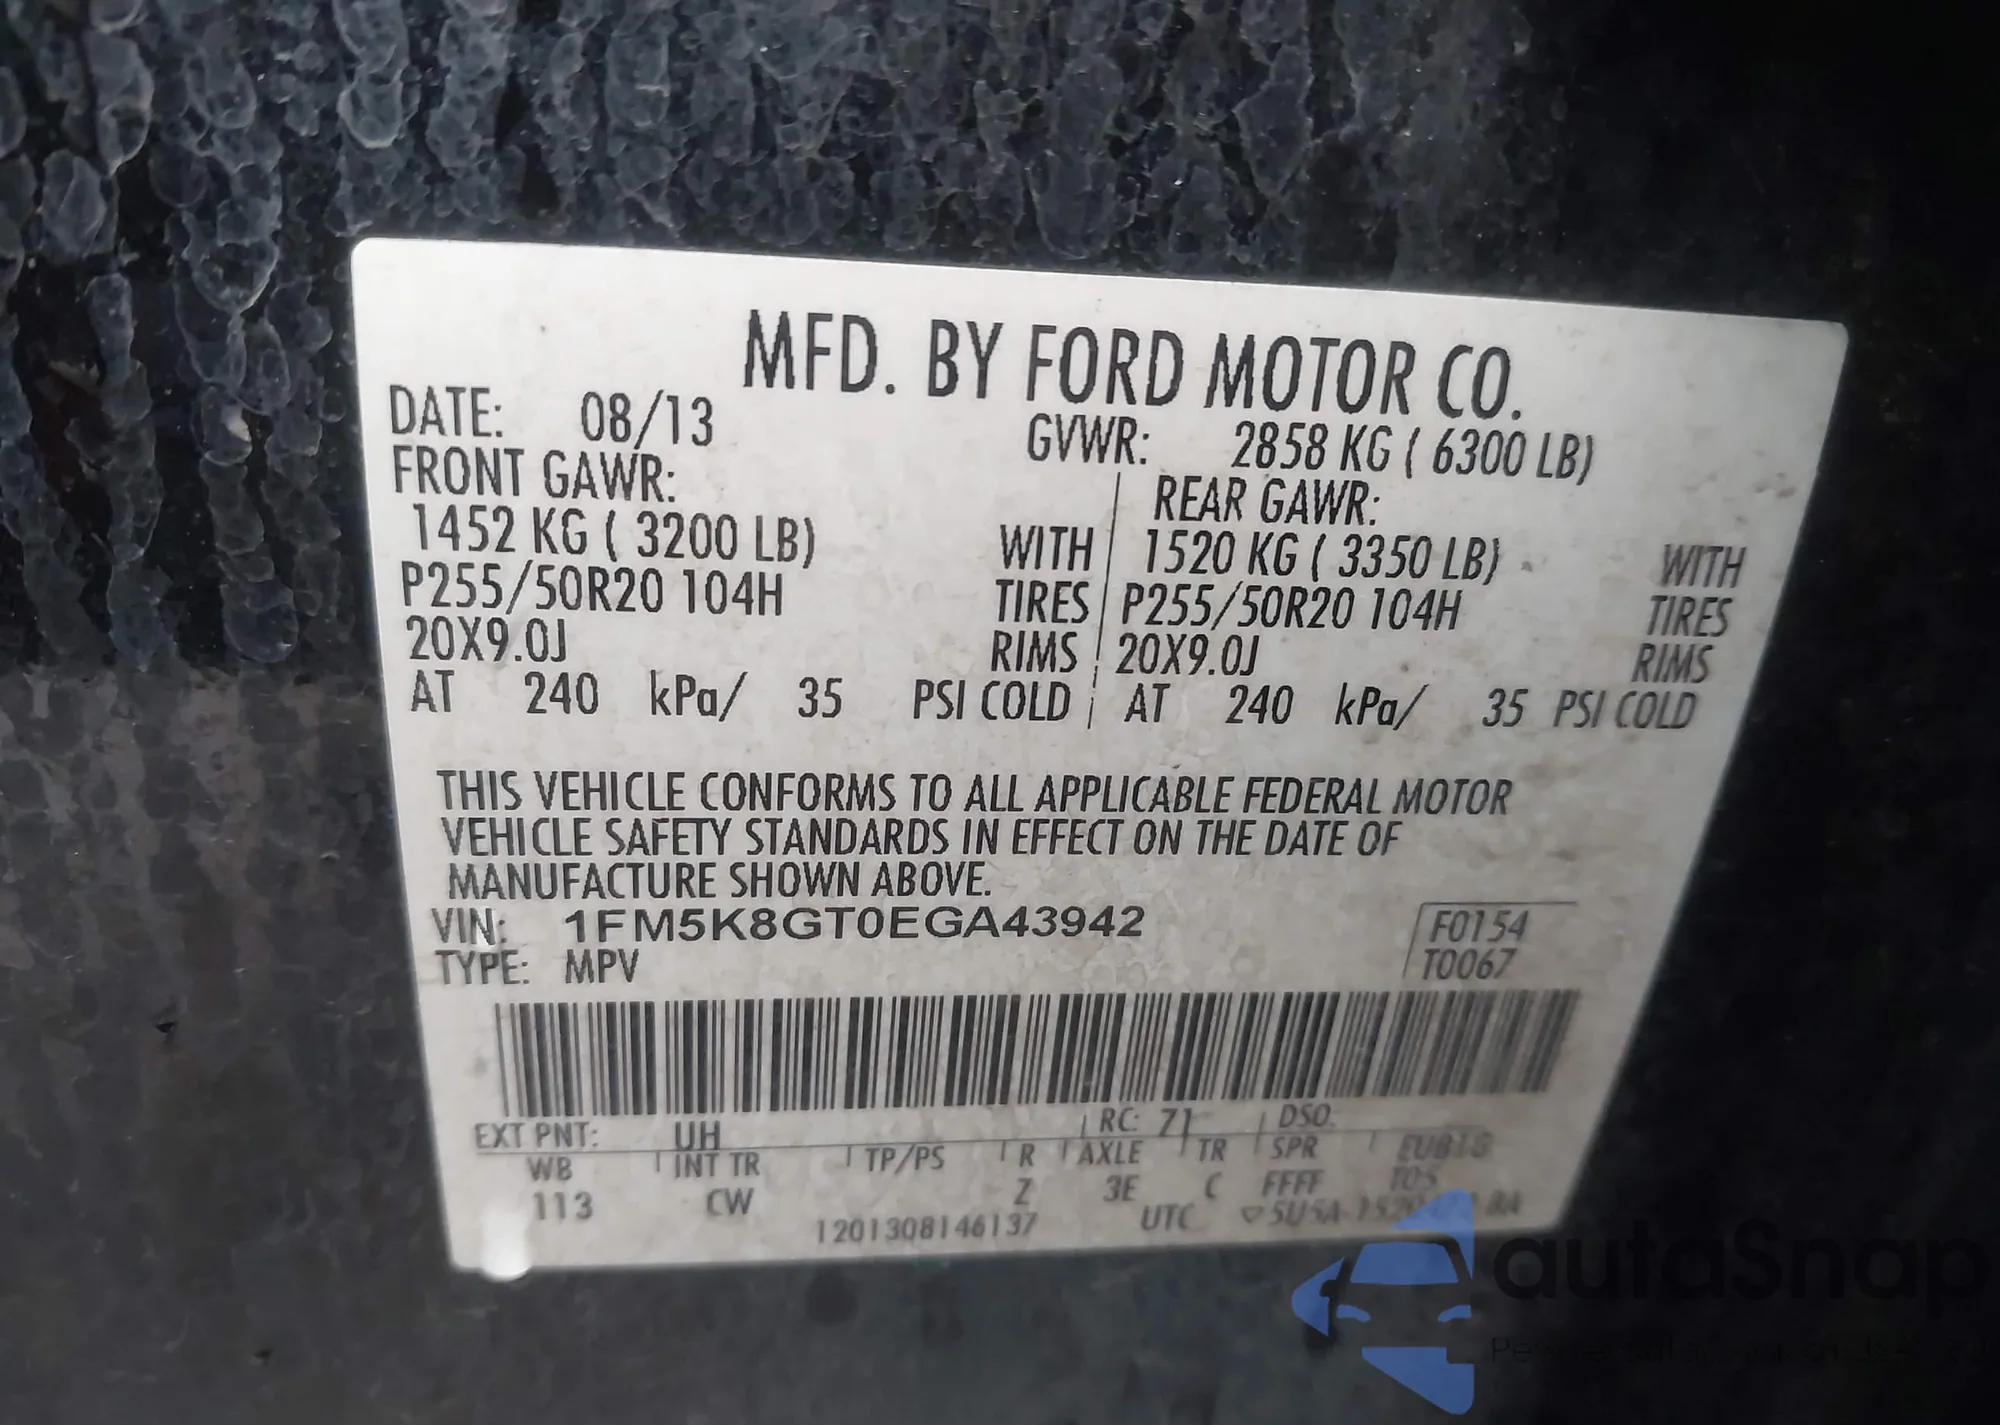 MFD. BY FORD MOTOR CO.
DATE: 08/13 GVWR: 2858 KG ( 6300 LB)
FRONT GAWR: REAR GAWR:
1452 KG ( 3200 LB) WITH 1520 KG ( 3350 LB) WITH
P255/50R20 104H TIRES P255/50R20 104H TIRES
20X9.0J RIMS 20X9.0J RIMS
AT 240 kPa/ 35 PSI COLD AT 240 kPa/ 35 PSI COLD
THIS VEHICLE CONFORMS TO ALL APPLICABLE FEDERAL MOTOR
VEHICLE SAFETY STANDARDS IN EFFECT ON THE DATE OF
MANUFACTURE SHOWN ABOVE.
VIN: 1FM5K8GT0EGA43942 F0154
TYPE: MPV T0067
EXT PNT: UH RC: 71 DSO:
WB INT TR TP/PS R AXLE TR SPR
113 CW Z 3E C FFFF
1201308146137 UTC
autoSnap